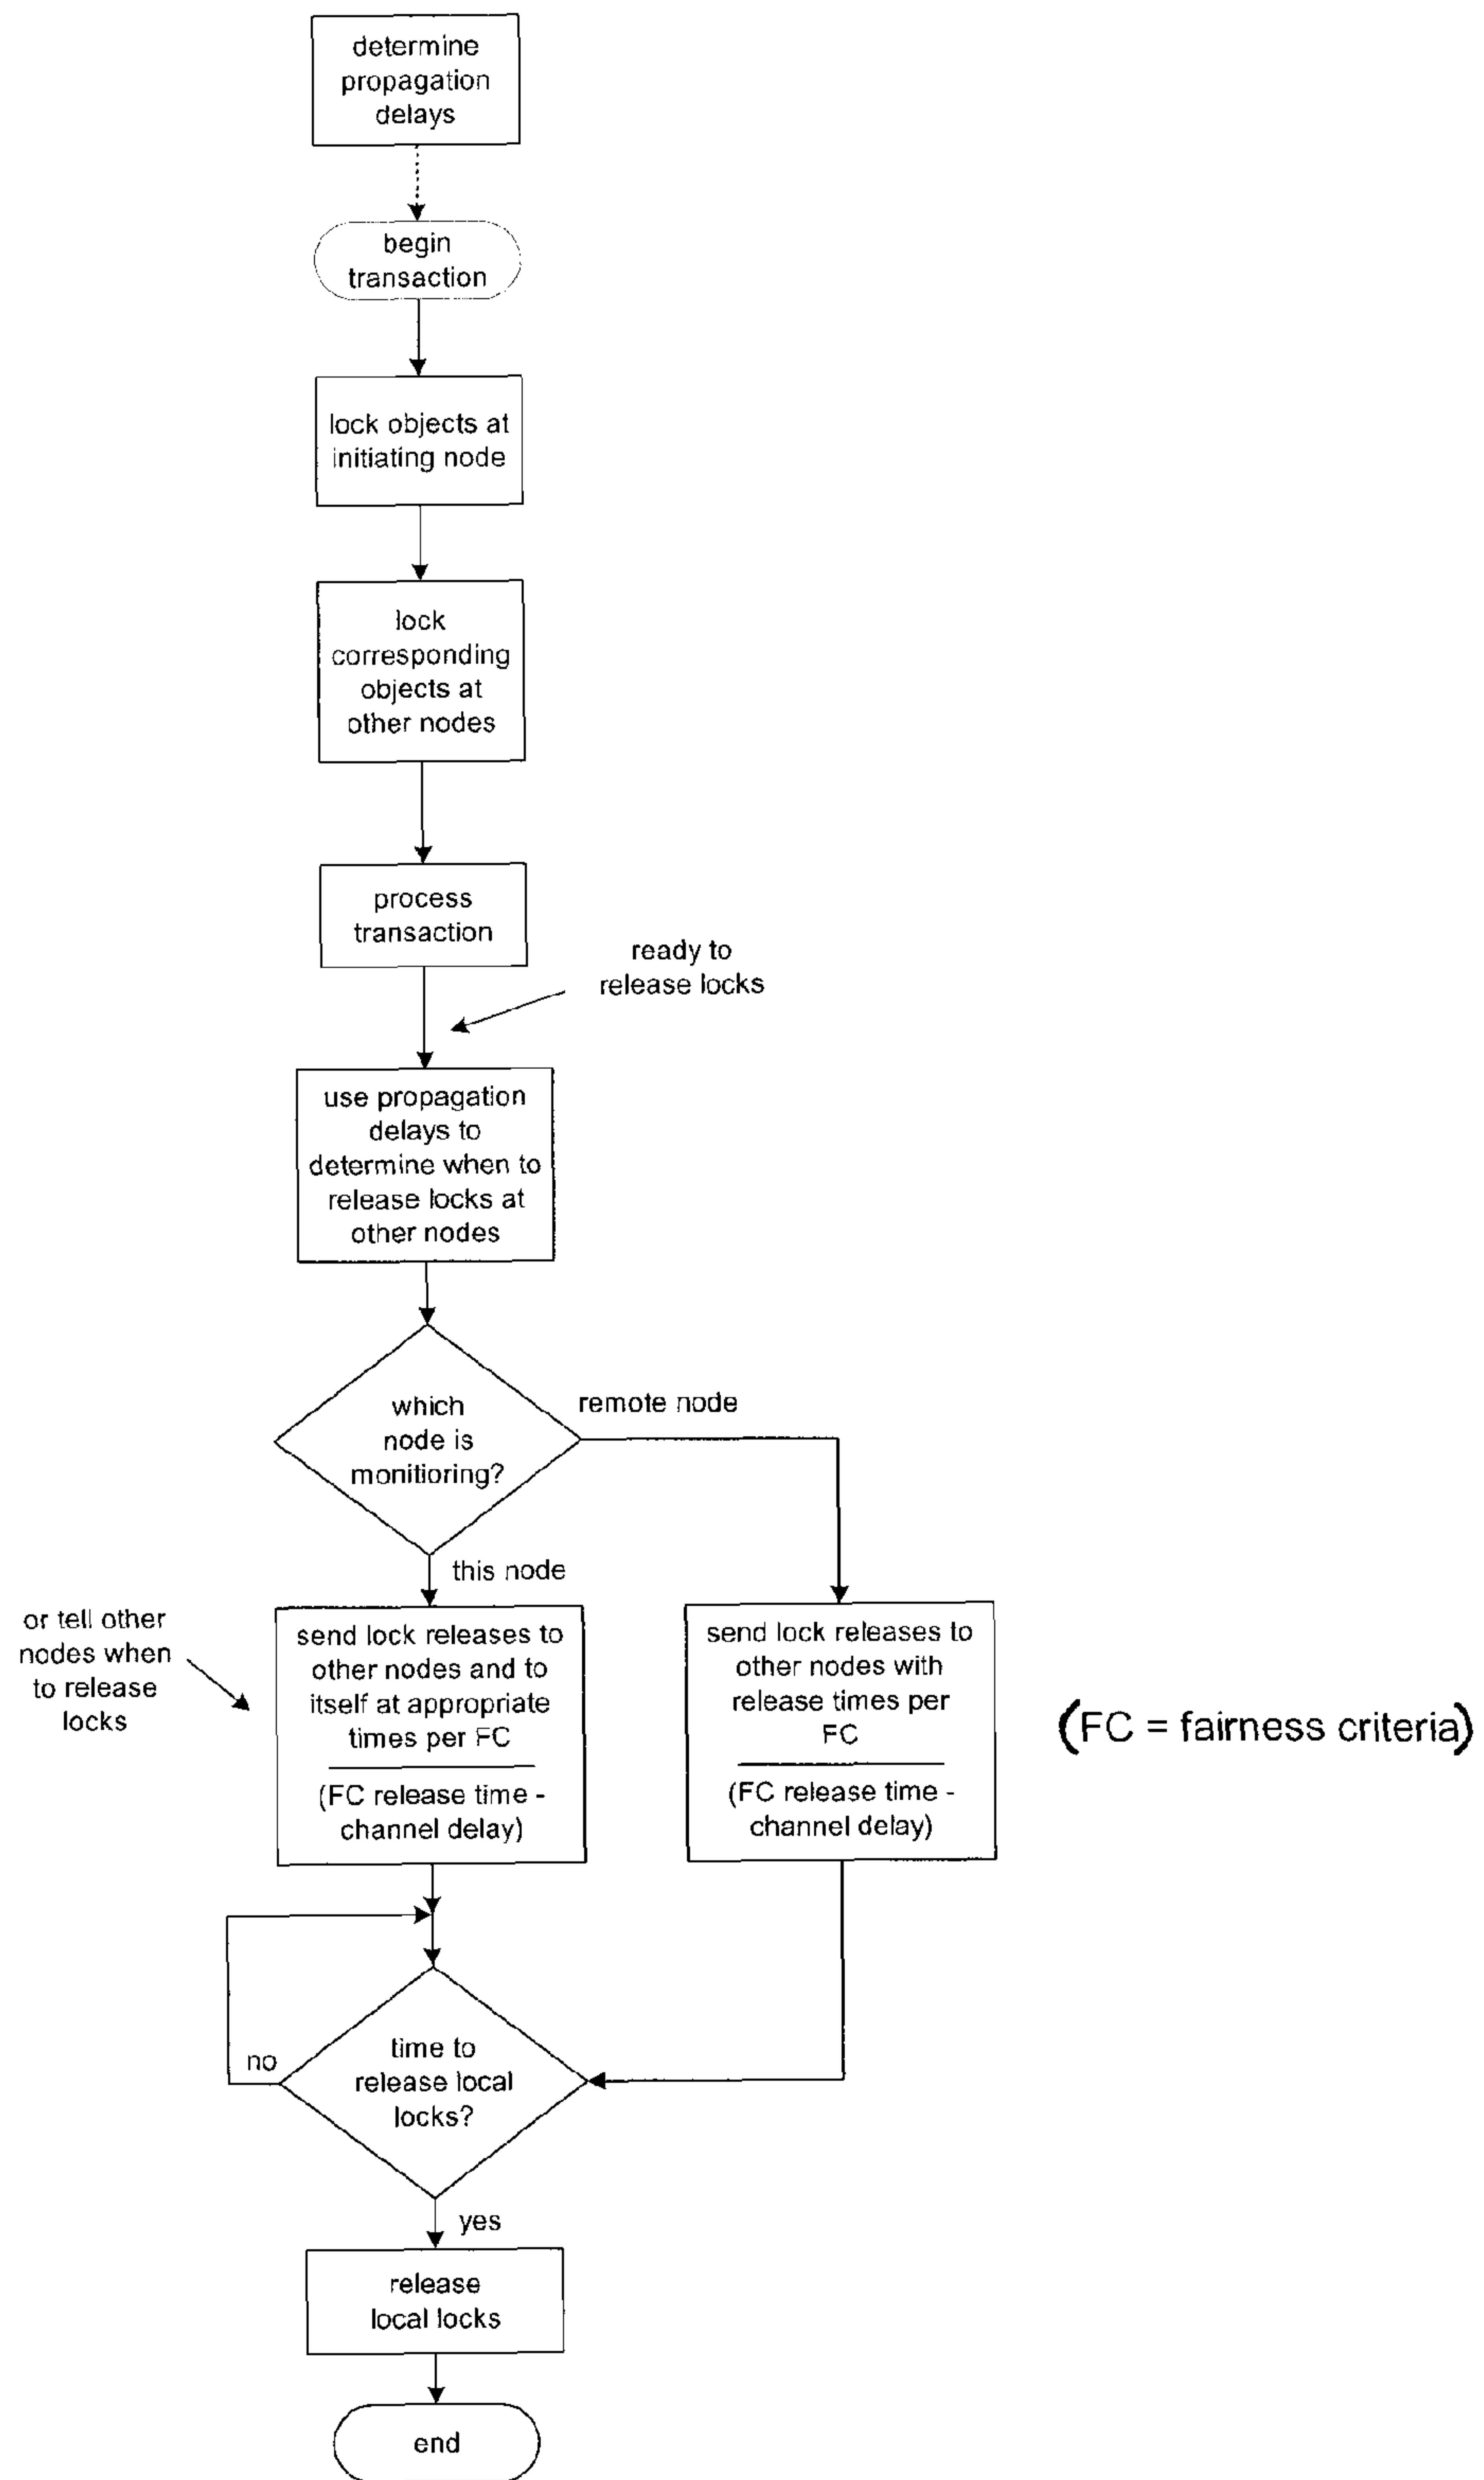 determine
propagation
delays
begin
transaction
lock objects at
initiating node
lock
corresponding
objects at
other nodes
process
transaction
ready to
release locks
use propagation
delays to
determine when to
release locks at
other nodes
which
node is
monitioring?
remote node
this node
or tell other
nodes when
to release
locks
send lock releases to
other nodes and to
itself at appropriate
times per FC
(FC release time -
channel delay)
send lock releases to
other nodes with
release times per
FC
(FC release time -
channel delay)
(FC = fairness criteria)
no
time to
release local
locks?
yes
release
local locks
end